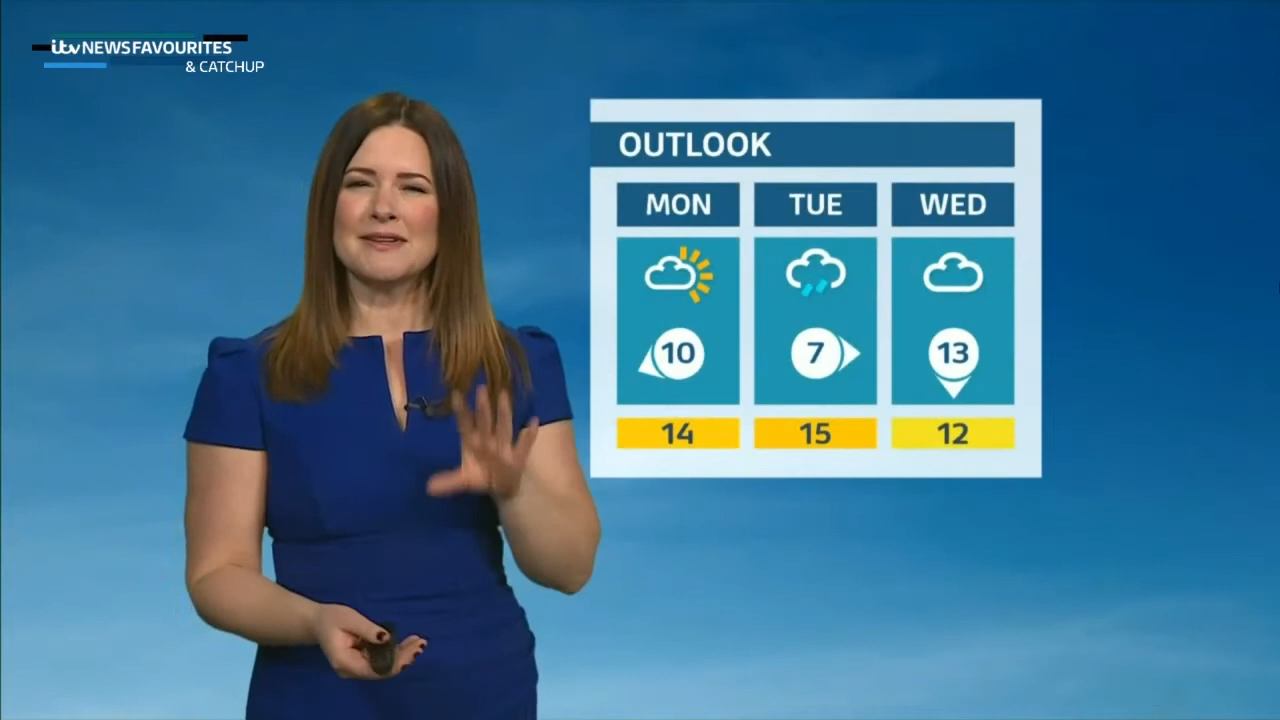 itv NEWS FAVOURITES
& CATCHUP
OUTLOOK
MON TUE WED
10 7 13
14 15 12